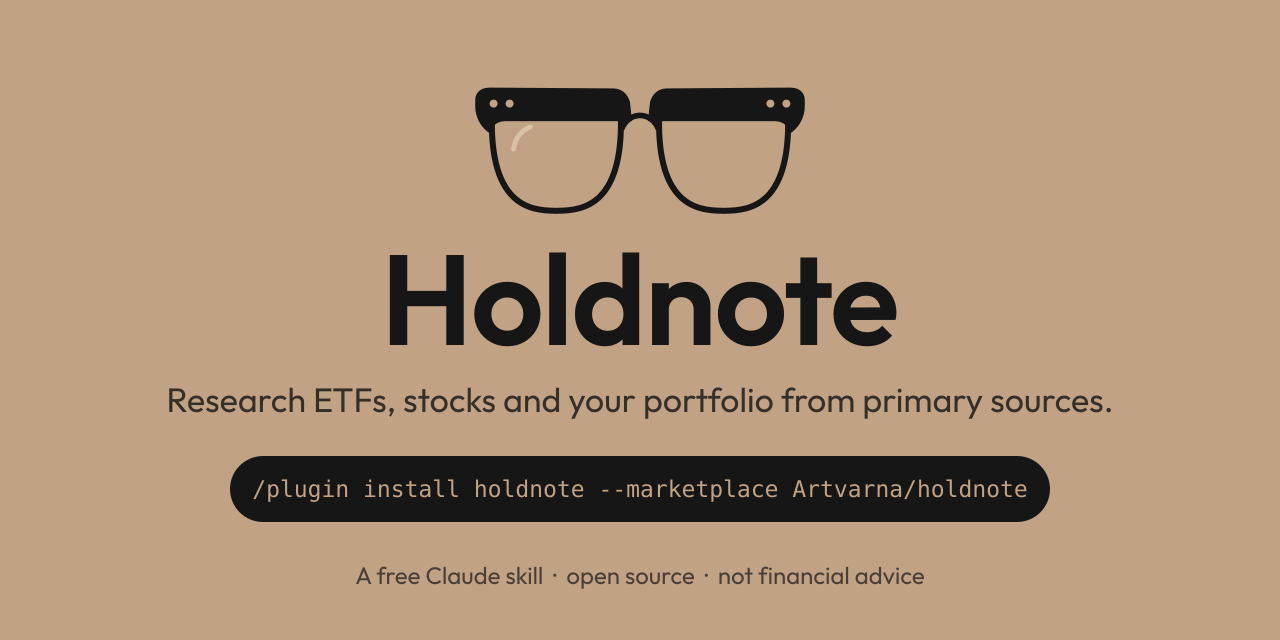 Holdnote
Research ETFs, stocks and your portfolio from primary sources.
/plugin install holdnote --marketplace Artvarna/holdnote
A free Claude skill · open source · not financial advice